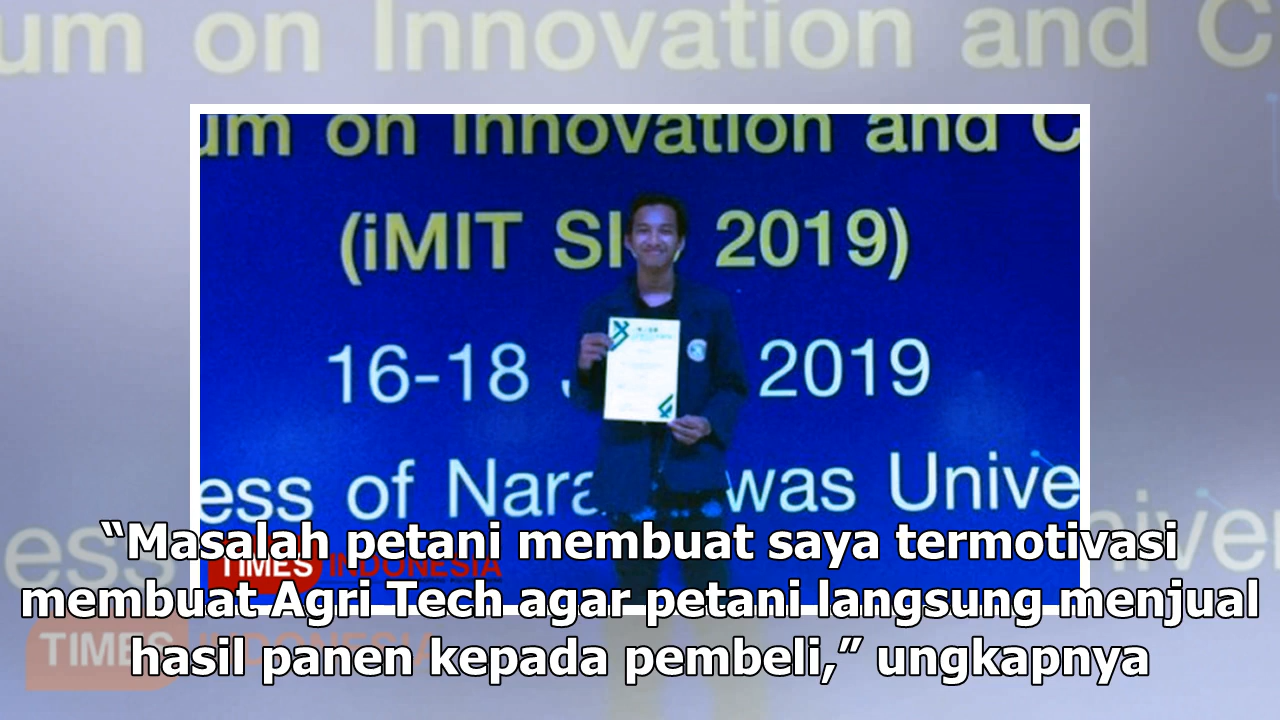 um on Innovation and C
um on Innovation and C
(iMIT SI 2019)
16-18 J 2019
ess of Nara was Unive
ess niver
TIMES INDONESIA
TIMES INDONESIA
“Masalah petani membuat saya termotivasi
membuat Agri Tech agar petani langsung menjual
hasil panen kepada pembeli,” ungkapnya